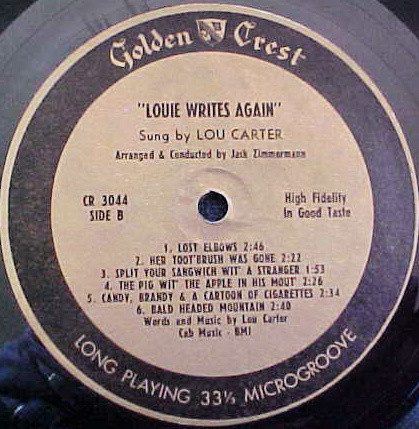 Golden Crest
"LOUIE WRITES AGAIN"
Sung by LOU CARTER
Arranged & Conducted by Jack Zimmermann
CR 3044
SIDE B
High Fidelity
In Good Taste
1. LOST ELBOWS 2:46
2. HER TOOT'BRUSH WAS GONE 2:22
3. SPLIT YOUR SANGWICH WIT' A STRANGER 1:53
4. THE PIG WIT' THE APPLE IN HIS MOUT' 2:26
5. CANDY, BRANDY & A CARTOON OF CIGARETTES 2:34
6. BALD HEADED MOUNTAIN 2:40
Words and Music by Lou Carter
Cab Music - BMI
LONG PLAYING 33⅓ MICROGROOVE